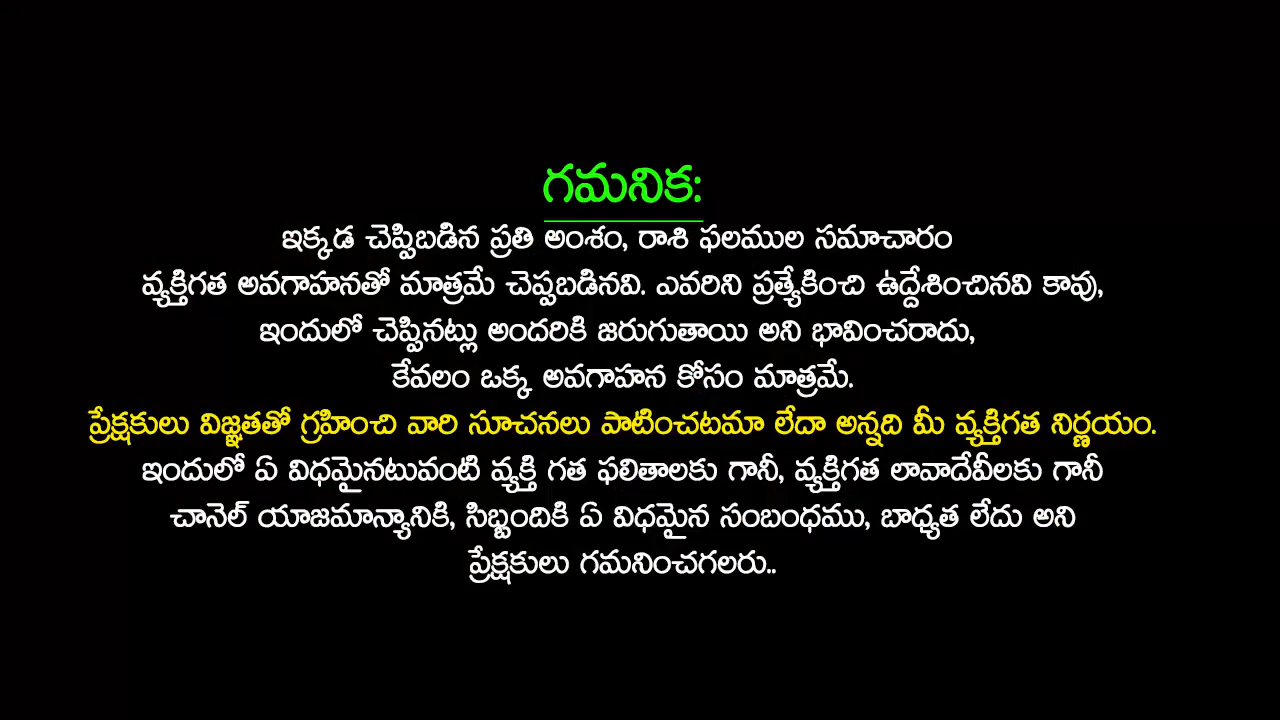 గమనిక:
ఇక్కడ చెప్పిబడిన ప్రతి అంశం, రాశి ఫలముల సమాచారం
వ్యక్తిగత అవగాహనతో మాత్రమే చెప్పబడినవి. ఎవరిని ప్రత్యేకించి ఉద్దేశించినవి కావు,
ఇందులో చెప్పినట్లు అందరికి జరుగుతాయి అని భావించరాదు,
కేవలం ఒక్క అవగాహన కోసం మాత్రమే.
ప్రేక్షకులు విజ్ఞతతో గ్రహించి వారి సూచనలు పాటించటమా లేదా అన్నది మీ వ్యక్తిగత నిర్ణయం.
ఇందులో ఏ విధమైనటువంటి వ్యక్తి గత ఫలితాలకు గానీ, వ్యక్తిగత లావాదేవీలకు గానీ
చానెల్ యాజమాన్యానికి, సిబ్బందికి ఏ విధమైన సంబంధము, బాధ్యత లేదు అని
ప్రేక్షకులు గమనించగలరు..